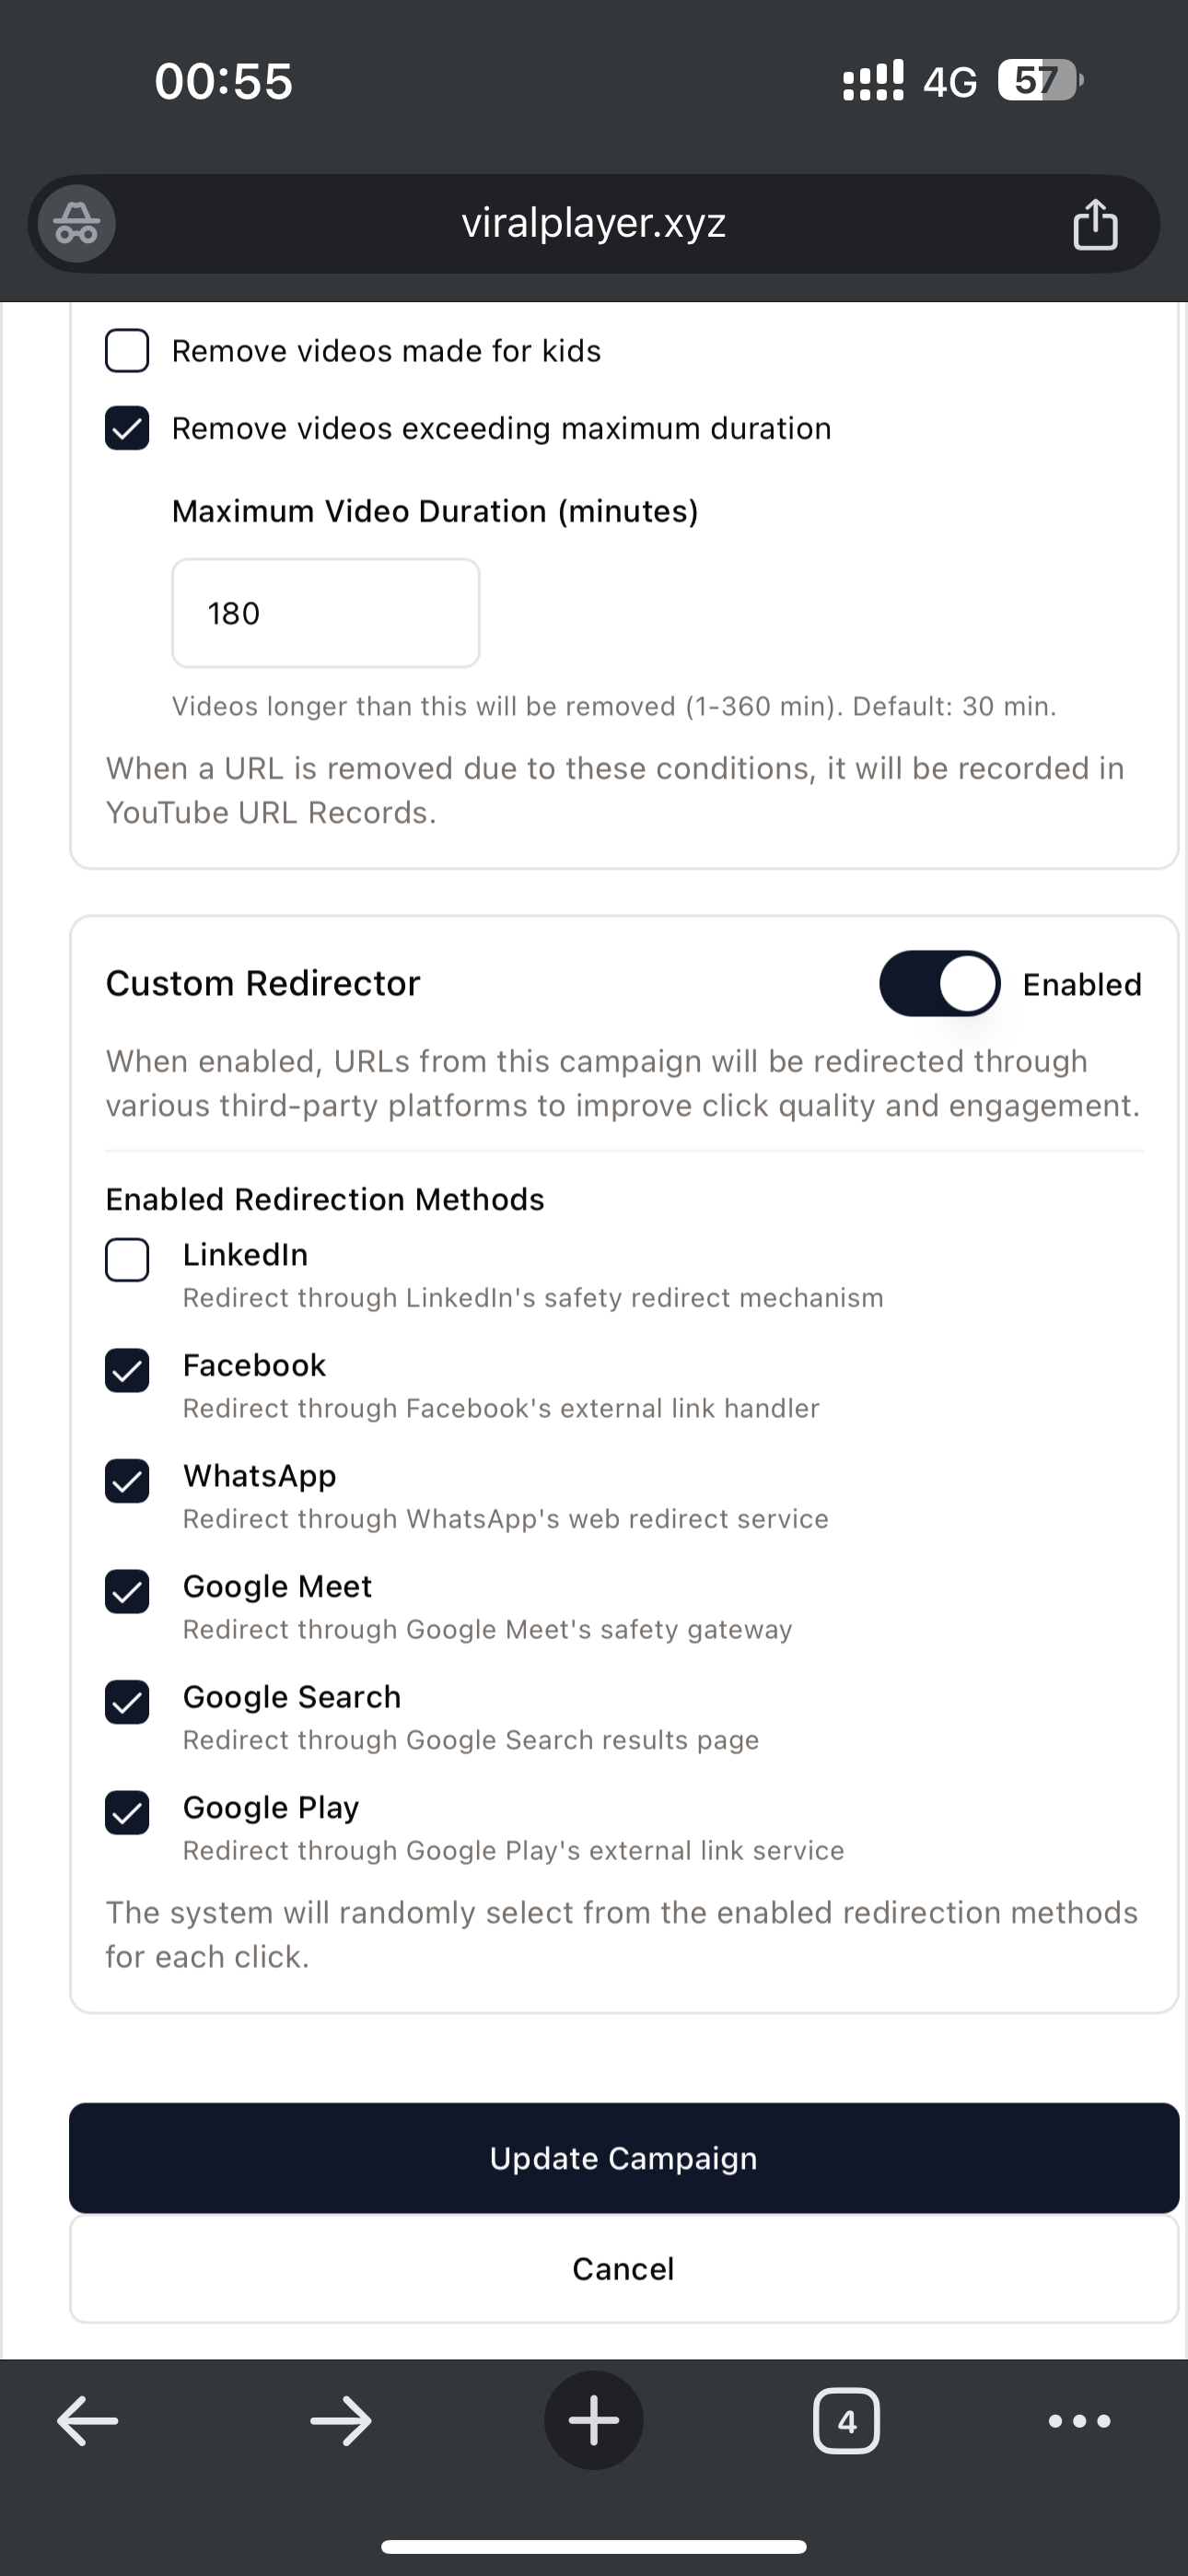 00:55
4G
57
viralplayer.xyz
Remove videos made for kids
Remove videos exceeding maximum duration
Maximum Video Duration (minutes)
180
Videos longer than this will be removed (1-360 min). Default: 30 min.
When a URL is removed due to these conditions, it will be recorded in
YouTube URL Records.
Custom Redirector
Enabled
When enabled, URLs from this campaign will be redirected through
various third-party platforms to improve click quality and engagement.
Enabled Redirection Methods
LinkedIn
Redirect through LinkedIn's safety redirect mechanism
Facebook
Redirect through Facebook's external link handler
WhatsApp
Redirect through WhatsApp's web redirect service
Google Meet
Redirect through Google Meet's safety gateway
Google Search
Redirect through Google Search results page
Google Play
Redirect through Google Play's external link service
The system will randomly select from the enabled redirection methods
for each click.
Update Campaign
Cancel
4